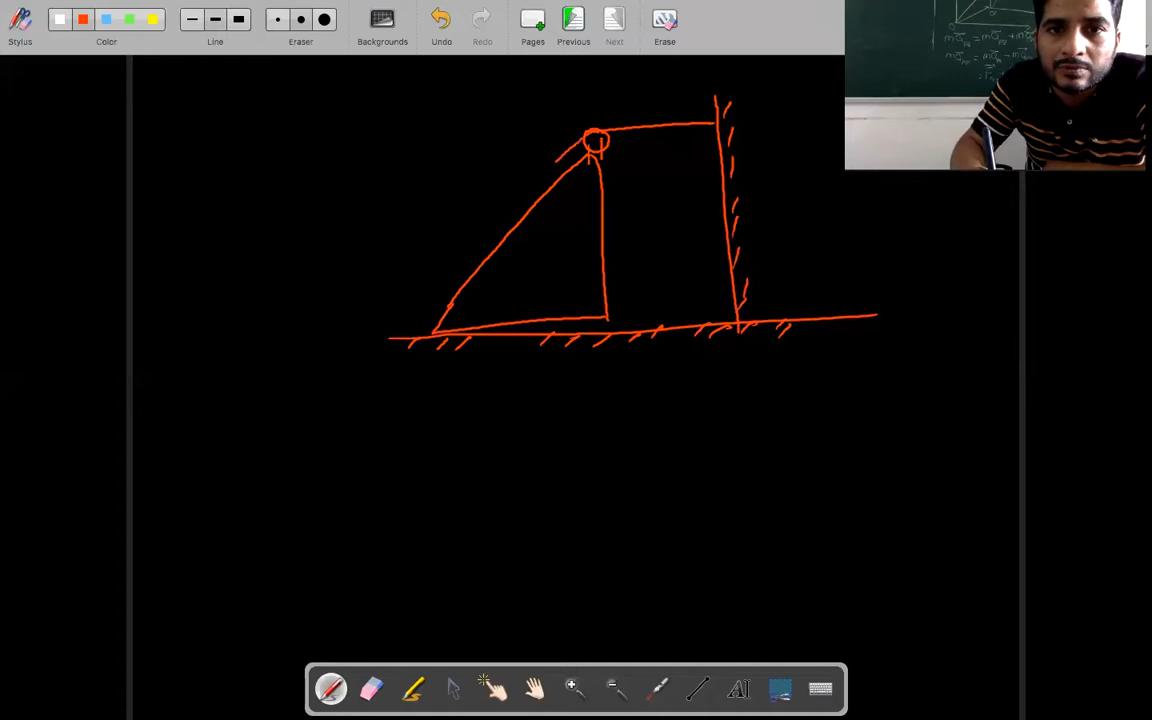 Stylus
Color
Line
Eraser
Backgrounds
Undo
Redo
Pages
Previous
Next
Erase